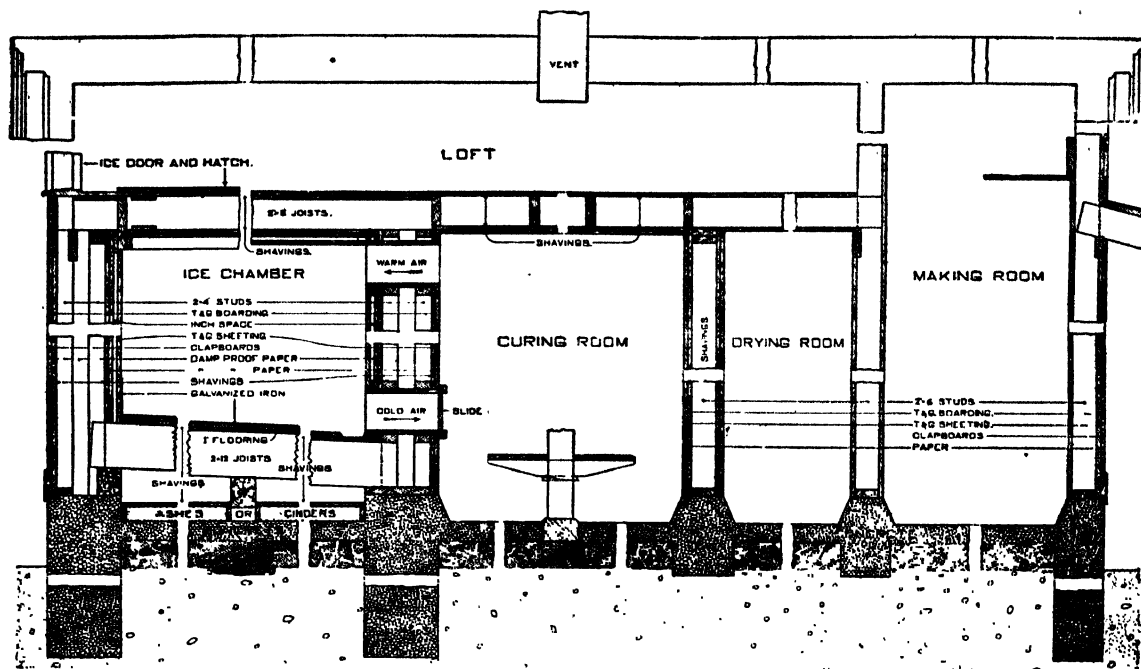 VENT
LOFT
ICE DOOR AND HATCH.
2×8 JOISTS.
SHAVINGS.
SHAVINGS.
ICE CHAMBER
WARM AIR
MAKING ROOM
2-4" STUDS
T&G BOARDING
INCH SPACE
T&G SHEETING
CLAPBOARDS
DAMP PROOF PAPER
" " PAPER
SHAVINGS
GALVANIZED IRON
CURING ROOM
SHAVINGS
DRYING ROOM
COLD AIR
SLIDE
2-6 STUDS
T&G BOARDING.
T&G SHEETING.
CLAPBOARDS
PAPER
1" FLOORING
2-12 JOISTS
SHAVINGS
SHAVINGS
ASHES OR CINDERS